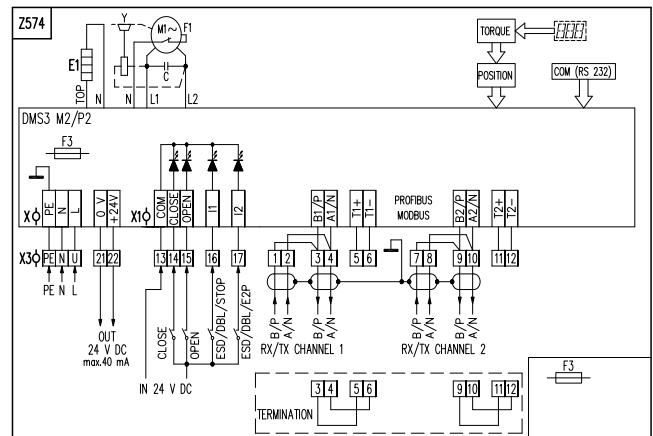 Z574
Y
M1~
F1
TORQUE
E1
C
POSITION
COM (RS 232)
TOP
N
N
L1
L2
DMS3 M2/P2
F3
PE
N
L
0 V
+24V
COM
CLOSE
OPEN
I1
I2
B1/P
A1/N
T1+
T1-
PROFIBUS
MODBUS
B2/P
A2/N
T2+
T2-
X
X1
X3
PE N U
21 22
13 14 15
16
17
1 2
3 4
5 6
7 8
9 10
11 12
PE N L
OUT
24 V DC
max.40 mA
CLOSE
OPEN
ESD/DBL/STOP
ESD/DBL/E2P
B/P
A/N
B/P
A/N
B/P
A/N
B/P
A/N
RX/TX CHANNEL 1
RX/TX CHANNEL 2
IN 24 V DC
F3
TERMINATION
3 4
5 6
9 10
11 12